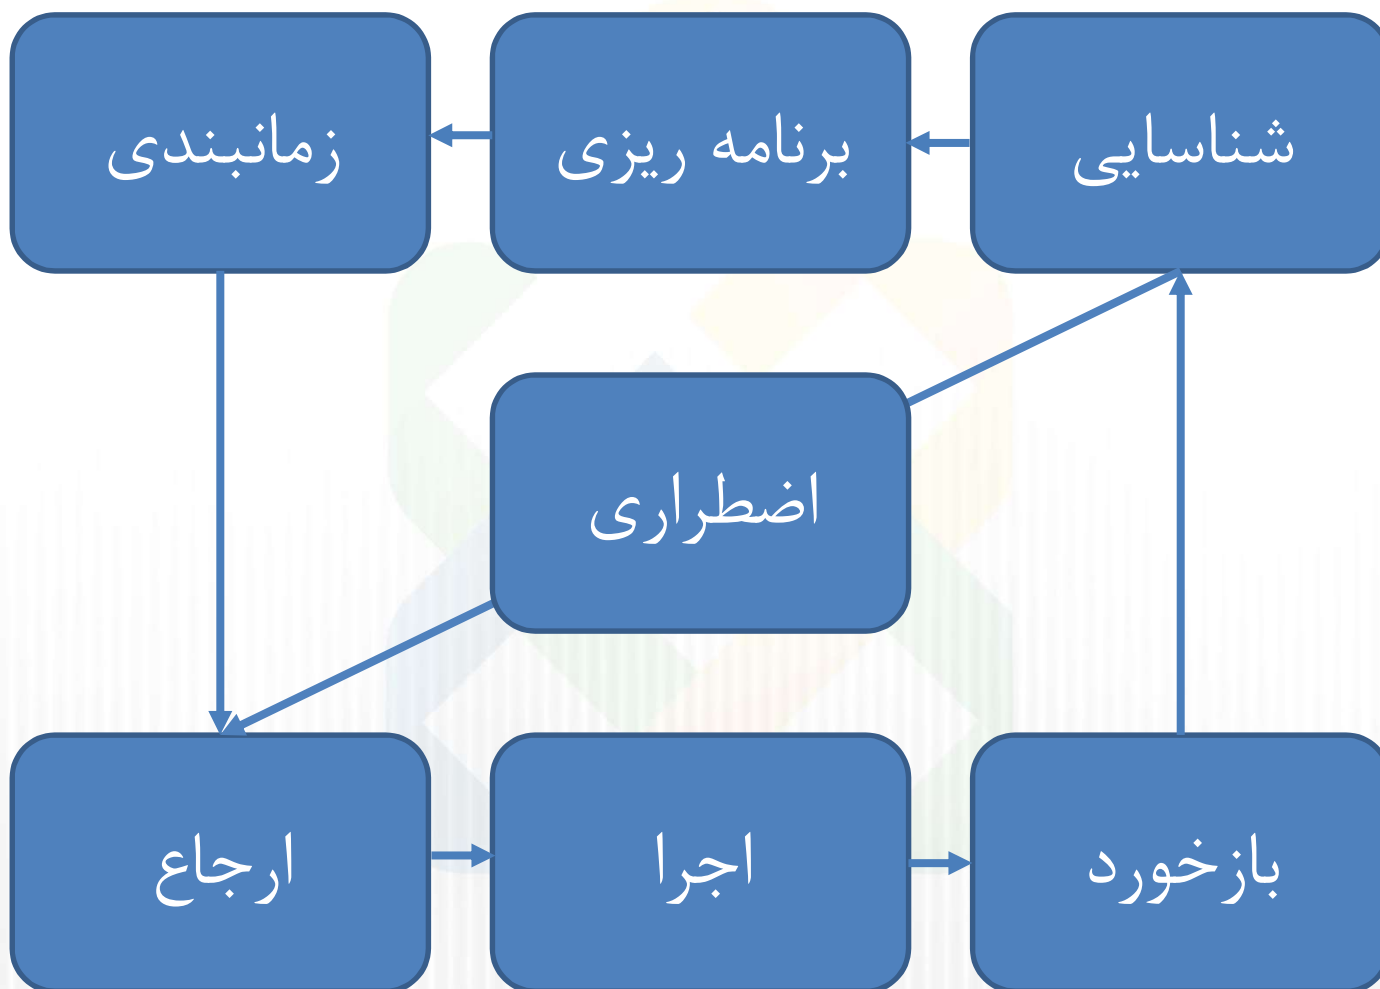 شناسایی
برنامه ریزی
زمانبندی
اضطراری
ارجاع
اجرا
بازخورد